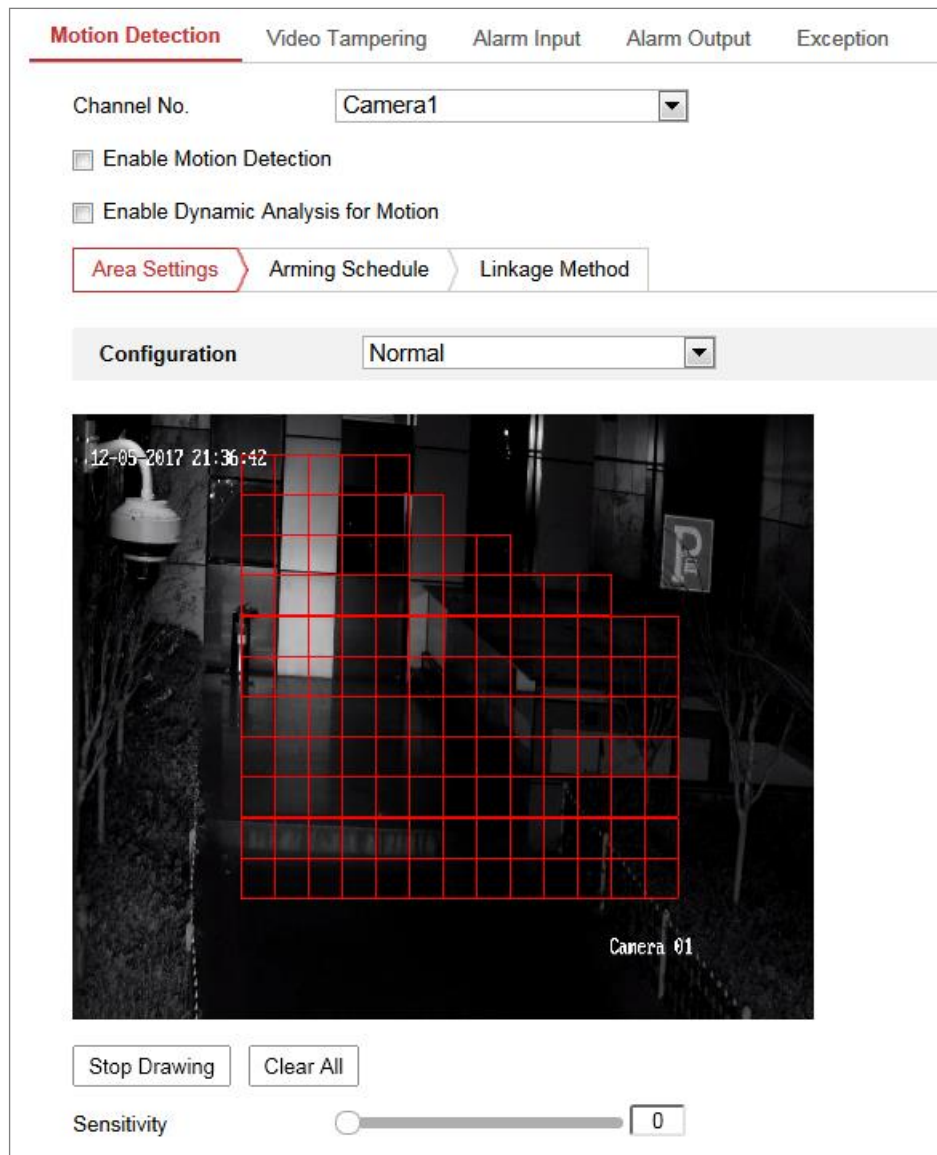 Motion Detection Video Tampering Alarm Input Alarm Output Exception
Channel No. Camera1
Enable Motion Detection
Enable Dynamic Analysis for Motion
Area Settings Arming Schedule Linkage Method
Configuration Normal
12-05-2017 21:36:42
P
Camera 01
Stop Drawing Clear All
Sensitivity 0